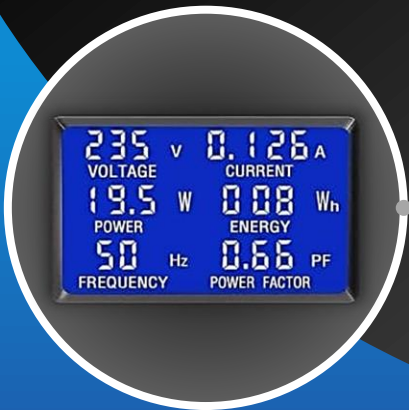 235 V 0.126 A
VOLTAGE CURRENT
19.5 W 008 Wh
POWER ENERGY
50 Hz 0.66 PF
FREQUENCY POWER FACTOR